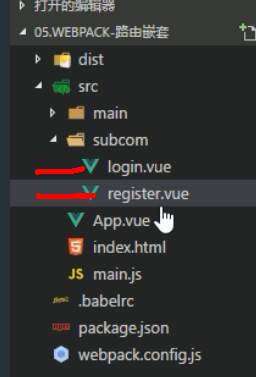 打开的编辑器
05.WEBPACK-路由嵌套
dist
src
main
subcom
login.vue
register.vue
App.vue
index.html
JS main.js
.babelrc
package.json
webpack.config.js